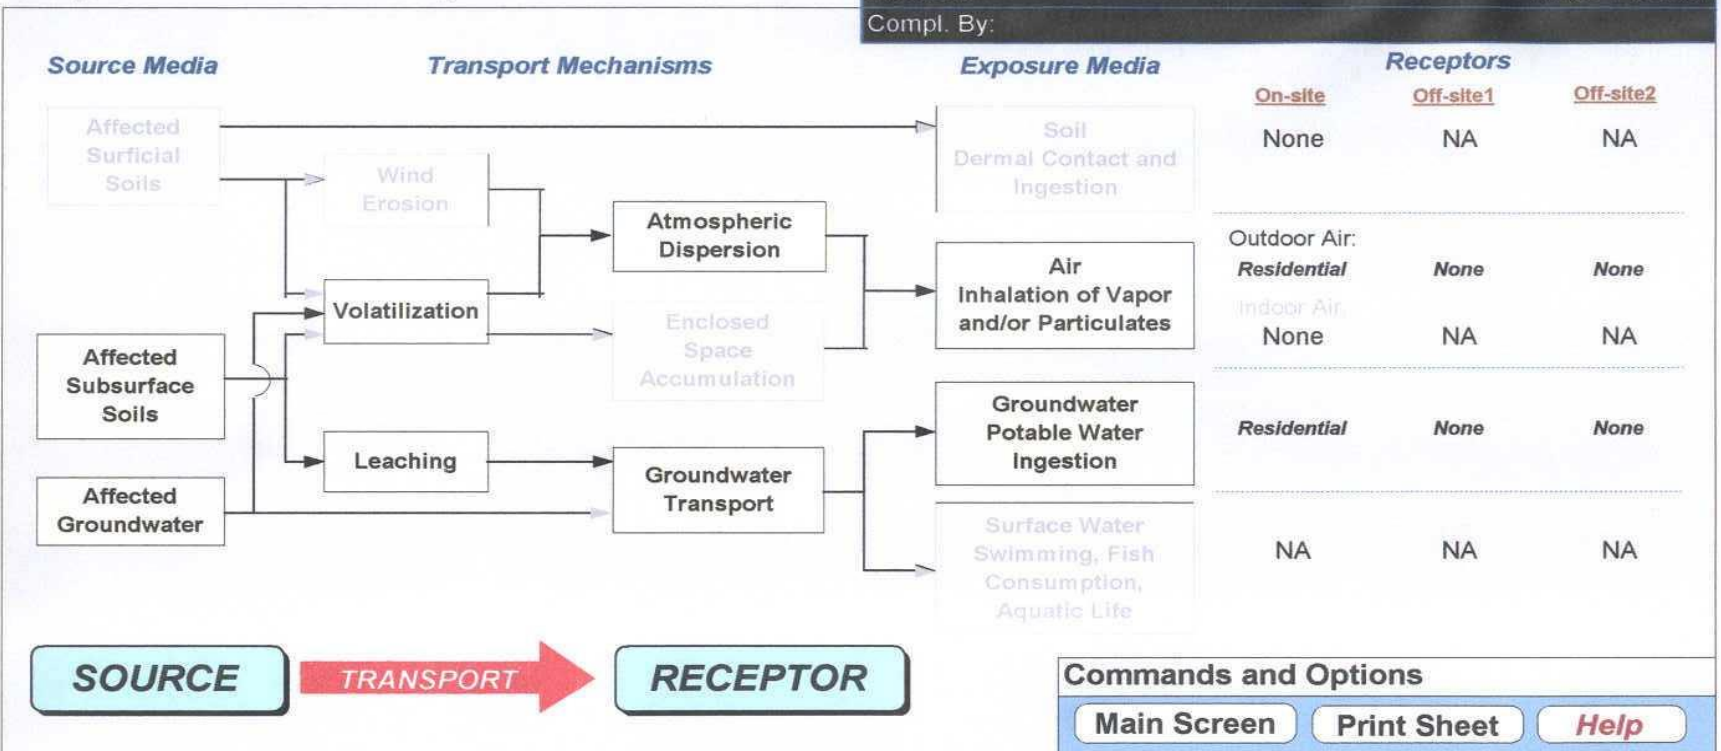 Compl. By:
Source Media
Transport Mechanisms
Exposure Media
Receptors
On-site
Off-site1
Off-site2
Affected
Surficial
Soils
Wind
Erosion
Soil
Dermal Contact and
Ingestion
None
NA
NA
Atmospheric
Dispersion
Air
Inhalation of Vapor
and/or Particulates
Outdoor Air:
Residential
None
None
Indoor Air:
None
NA
NA
Volatilization
Enclosed
Space
Accumulation
Affected
Subsurface
Soils
Groundwater
Potable Water
Ingestion
Residential
None
None
Leaching
Groundwater
Transport
Affected
Groundwater
Surface Water
Swimming, Fish
Consumption,
Aquatic Life
NA
NA
NA
SOURCE
TRANSPORT
RECEPTOR
Commands and Options
Main Screen
Print Sheet
Help